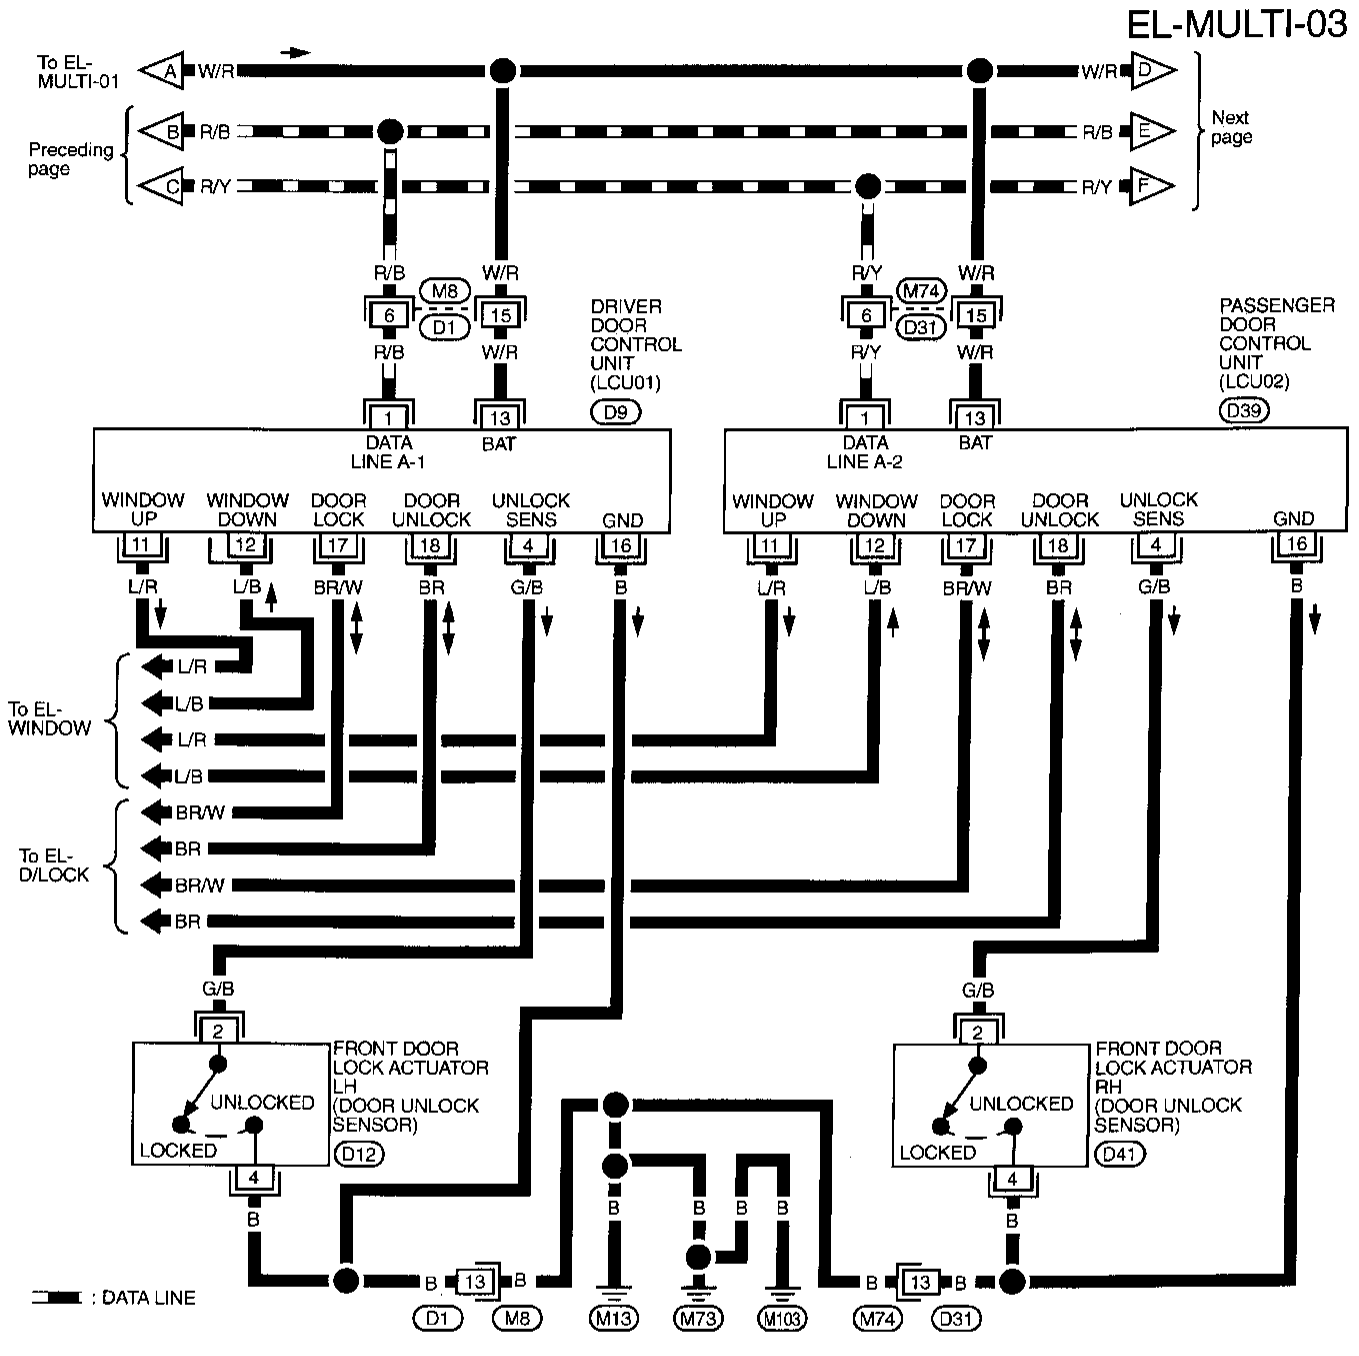 EL-MULTI-03
To EL-
MULTI-01
A
W/R
W/R
D
Preceding
page
B
R/B
R/B
E
C
R/Y
R/Y
F
Next
page
R/B
W/R
R/Y
W/R
6
M8
D1
15
6
M74
D31
15
R/B
W/R
R/Y
W/R
DRIVER
DOOR
CONTROL
UNIT
(LCU01)
D9
PASSENGER
DOOR
CONTROL
UNIT
(LCU02)
D39
1
13
1
13
DATA
LINE A-1
BAT
DATA
LINE A-2
BAT
WINDOW
UP
WINDOW
DOWN
DOOR
LOCK
DOOR
UNLOCK
UNLOCK
SENS
GND
WINDOW
UP
WINDOW
DOWN
DOOR
LOCK
DOOR
UNLOCK
UNLOCK
SENS
GND
11
12
17
18
4
16
11
12
17
18
4
16
L/R
L/B
BR/W
BR
G/B
B
L/R
L/B
BR/W
BR
G/B
B
To EL-
WINDOW
L/R
L/B
L/R
L/B
To EL-
D/LOCK
BR/W
BR
BR/W
BR
G/B
G/B
2
2
UNLOCKED
LOCKED
FRONT DOOR
LOCK ACTUATOR
LH
(DOOR UNLOCK
SENSOR)
D12
UNLOCKED
LOCKED
FRONT DOOR
LOCK ACTUATOR
RH
(DOOR UNLOCK
SENSOR)
D41
4
4
B
B
B
B
B
B
B
13
B
B
13
B
D1
M8
M13
M73
M103
M74
D31
: DATA LINE